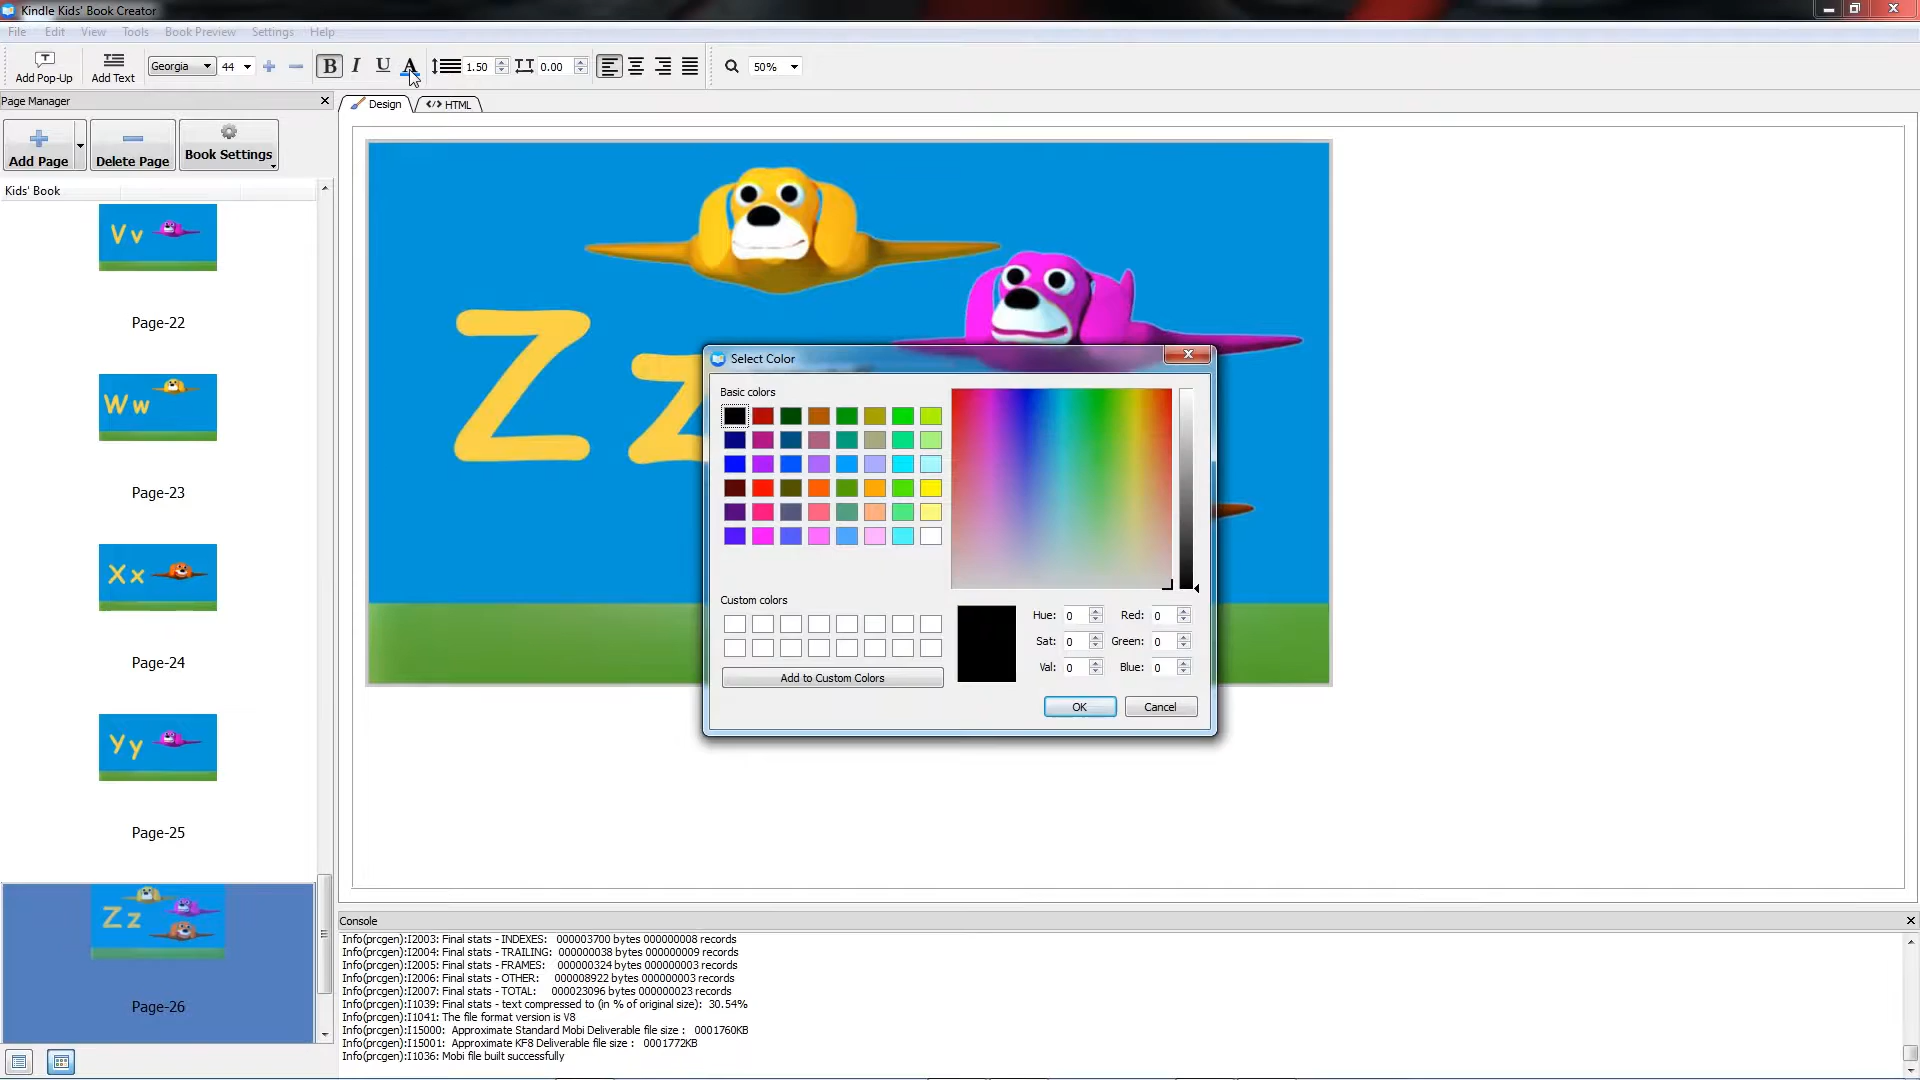 Kindle Kids' Book Creator
File Edit View Tools Book Preview Settings Help
Add Pop-Up
Add Text
Georgia
44
B I U A
1.50
0.00
50%
Page Manager
Design
HTML
Add Page
Delete Page
Book Settings
Kids' Book
Vv
Page-22
Ww
Page-23
Xx
Page-24
Yy
Page-25
Zz
Page-26
Zz
Select Color
Basic colors
Custom colors
Add to Custom Colors
Hue: 0 Red: 0
Sat: 0 Green: 0
Val: 0 Blue: 0
OK
Cancel
Console
Info(prcgen):I2003: Final stats - INDEXES: 000003700 bytes 000000008 records
Info(prcgen):I2004: Final stats - TRAILING: 000000038 bytes 000000009 records
Info(prcgen):I2005: Final stats - FRAMES: 000000324 bytes 000000003 records
Info(prcgen):I2006: Final stats - OTHER: 000008922 bytes 000000003 records
Info(prcgen):I2007: Final stats - TOTAL: 000023096 bytes 000000023 records
Info(prcgen):I1039: Final stats - text compressed to (in % of original size): 30.54%
Info(prcgen):I1041: The file format version is V8
Info(prcgen):I15000: Approximate Standard Mobi Deliverable file size : 0001760KB
Info(prcgen):I15001: Approximate KF8 Deliverable file size : 0001772KB
Info(prcgen):I1036: Mobi file built successfully